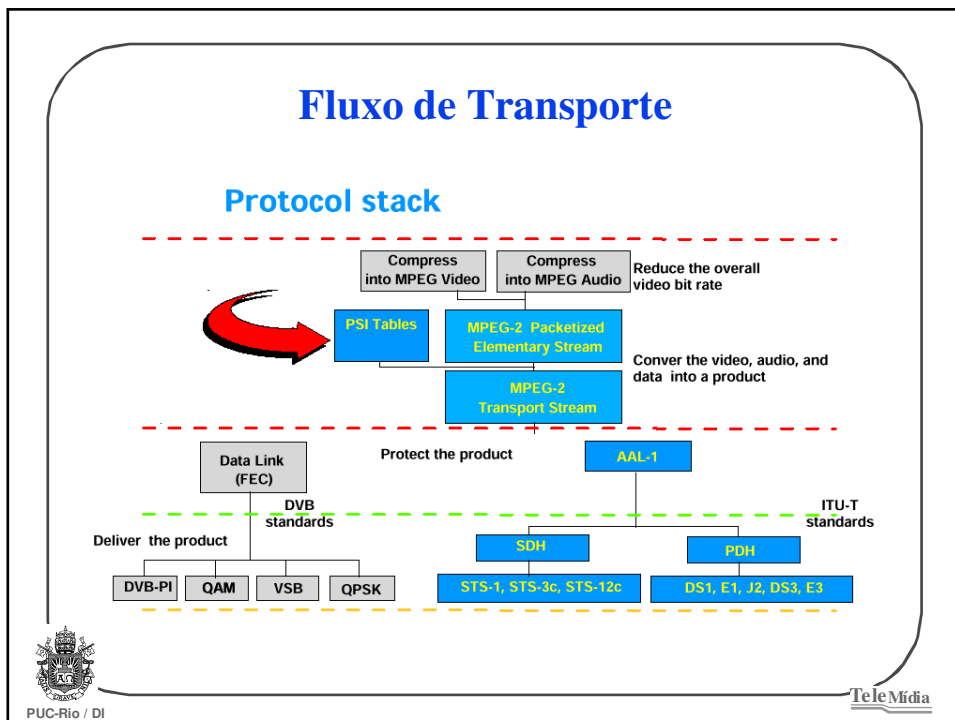 Fluxo de Transporte
Protocol stack
Compress
into MPEG Video
Compress
into MPEG Audio
Reduce the overall
video bit rate
PSI Tables
MPEG-2 Packetized
Elementary Stream
Conver the video, audio, and
data into a product
MPEG-2
Transport Stream
Data Link
(FEC)
Protect the product
AAL-1
DVB
standards
ITU-T
standards
Deliver the product
SDH
PDH
DVB-PI
QAM
VSB
QPSK
STS-1, STS-3c, STS-12c
DS1, E1, J2, DS3, E3
PUC-Rio / DI
TeleMídia